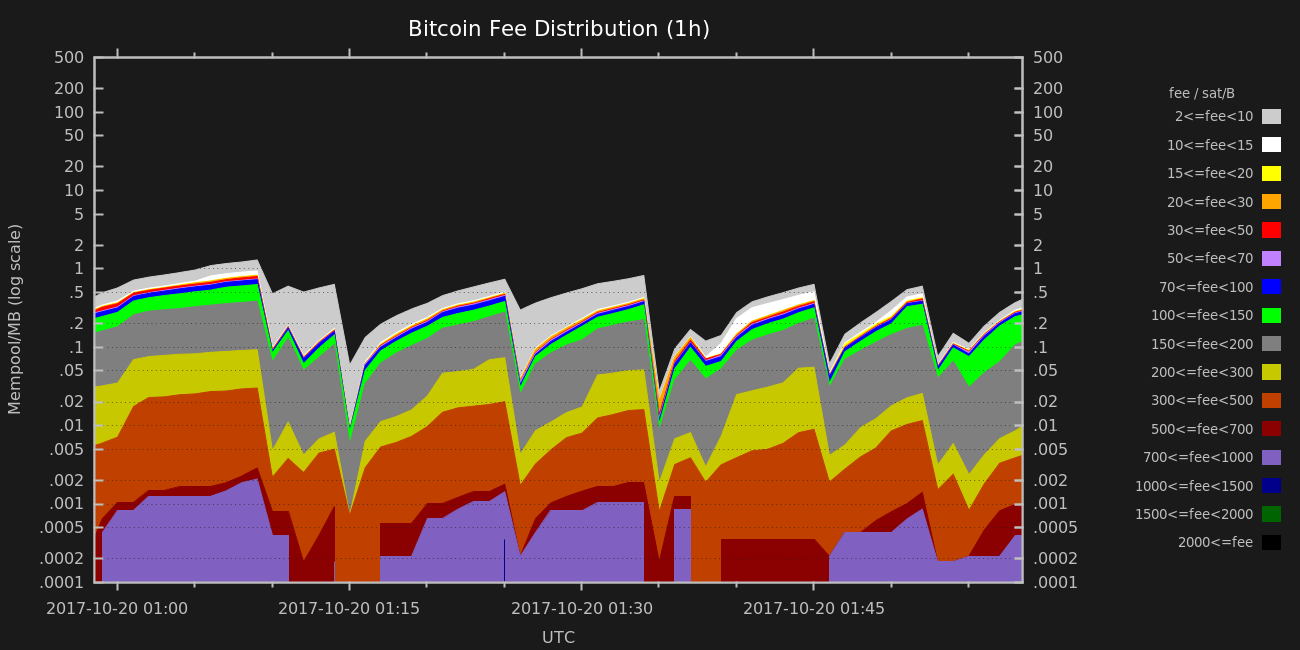 Bitcoin Fee Distribution (1h)
500
200
100
50
20
10
5
2
1
.5
.2
.1
.05
.02
.01
.005
.002
.001
.0005
.0002
.0001
Mempool/MB (log scale)
500
200
100
50
20
10
5
2
1
.5
.2
.1
.05
.02
.01
.005
.002
.001
.0005
.0002
.0001
2017-10-20 01:00 2017-10-20 01:15 2017-10-20 01:30 2017-10-20 01:45
UTC
fee / sat/B
2<=fee<10
10<=fee<15
15<=fee<20
20<=fee<30
30<=fee<50
50<=fee<70
70<=fee<100
100<=fee<150
150<=fee<200
200<=fee<300
300<=fee<500
500<=fee<700
700<=fee<1000
1000<=fee<1500
1500<=fee<2000
2000<=fee